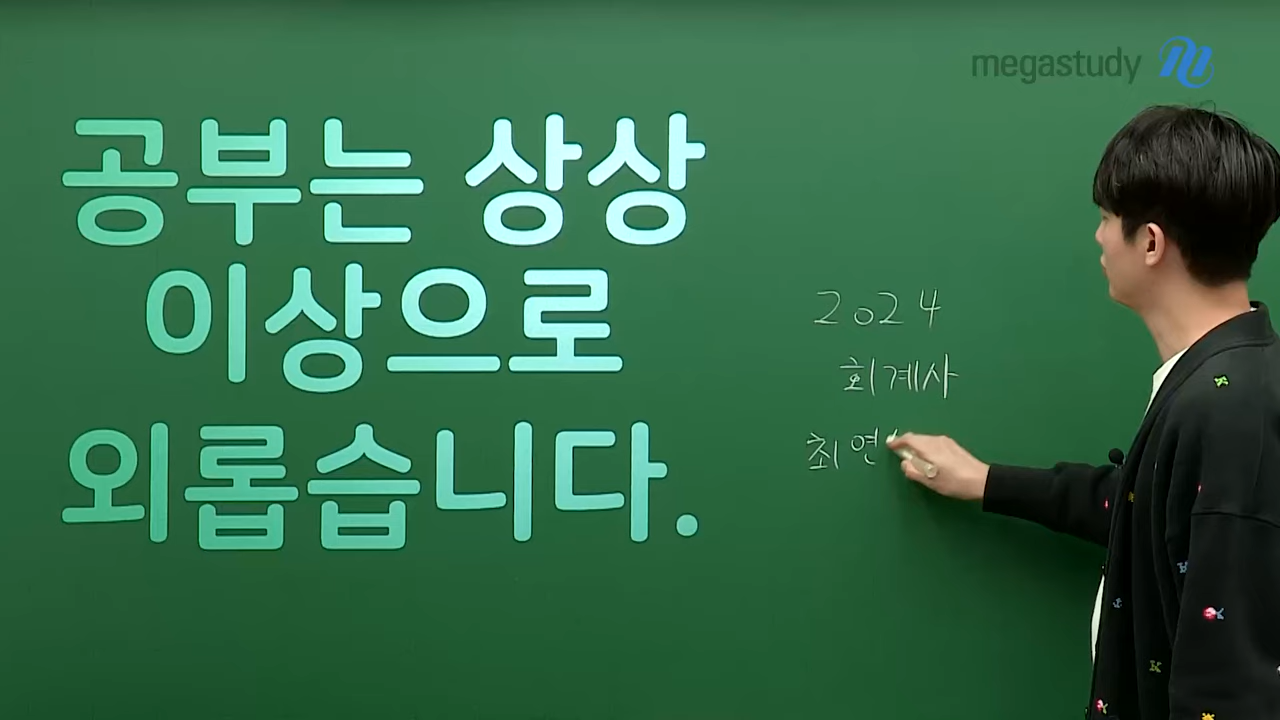 megastudy
공부는 상상
이상으로
외롭습니다.
2024
회계사
최연